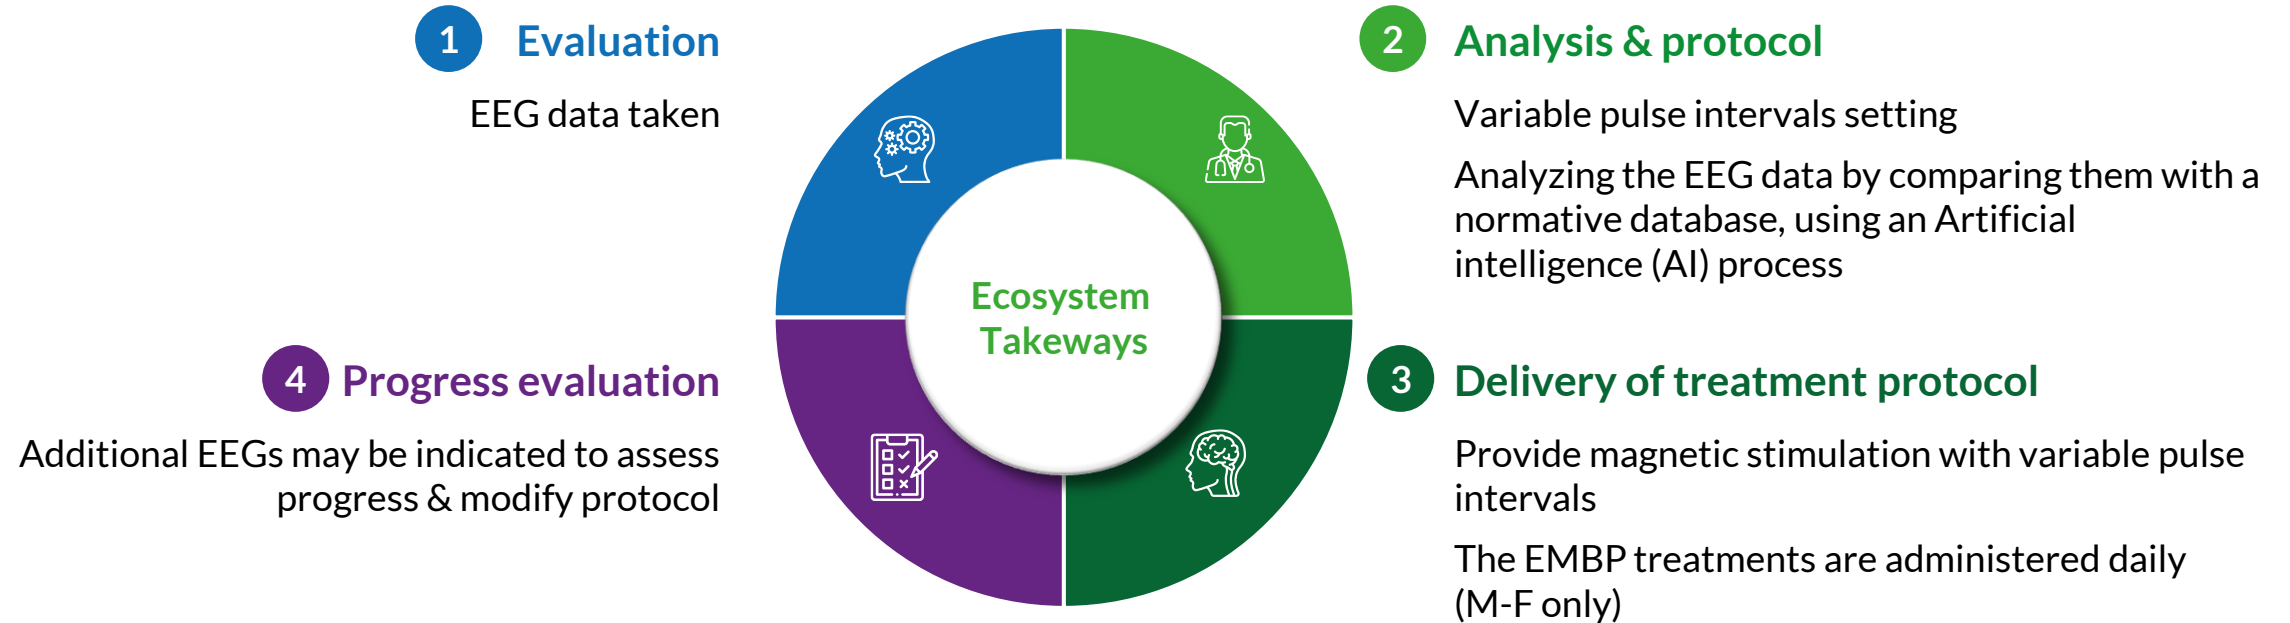 1
Evaluation
EEG data taken
2
Analysis & protocol
Variable pulse intervals setting
Analyzing the EEG data by comparing them with a
normative database, using an Artificial
intelligence (AI) process
Ecosystem
Takeways
4
Progress evaluation
Additional EEGs may be indicated to assess
progress & modify protocol
3
Delivery of treatment protocol
Provide magnetic stimulation with variable pulse
intervals
The EMBP treatments are administered daily
(M-F only)